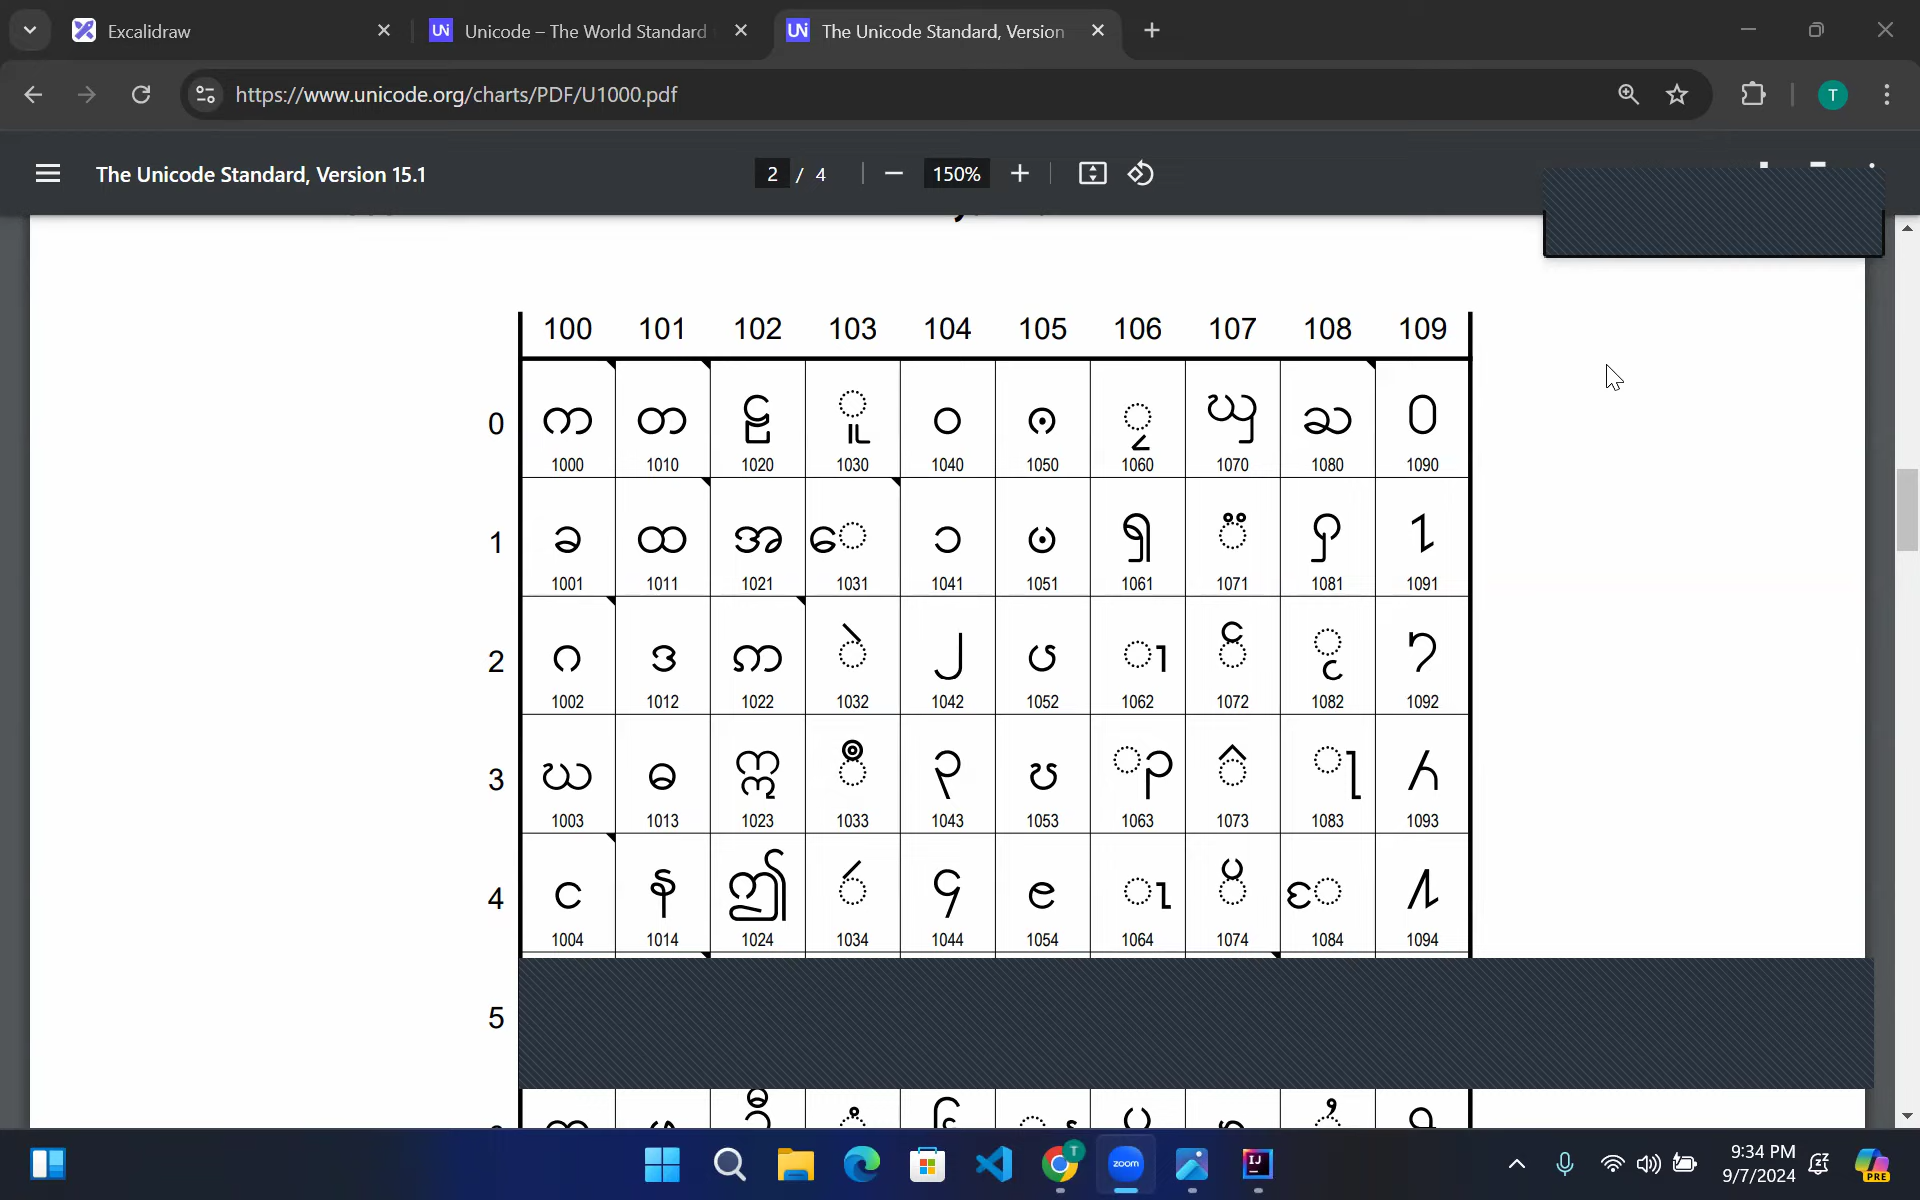 Excalidraw
Unicode – The World Standard
The Unicode Standard, Version
https://www.unicode.org/charts/PDF/U1000.pdf
T
The Unicode Standard, Version 15.1
2 / 4
150%
100 101 102 103 104 105 106 107 108 109
0 က တ ဠ ူ ၀ ၐ ၠ ၰ ႀ ႐
1000 1010 1020 1030 1040 1050 1060 1070 1080 1090
1 ခ ထ အ ေ ၁ ၑ ၡ ၱ ႁ ႑
1001 1011 1021 1031 1041 1051 1061 1071 1081 1091
2 ဂ ဒ ဢ ဲ ၂ ၒ ၢ ၲ ႂ ႒
1002 1012 1022 1032 1042 1052 1062 1072 1082 1092
3 ဃ ဓ ဣ ဳ ၃ ၓ ၣ ၳ ႃ ႓
1003 1013 1023 1033 1043 1053 1063 1073 1083 1093
4 င န ဤ ဴ ၄ ၔ ၤ ၴ ႄ ႔
1004 1014 1024 1034 1044 1054 1064 1074 1084 1094
5
zoom
IJ
9:34 PM
9/7/2024
PRE